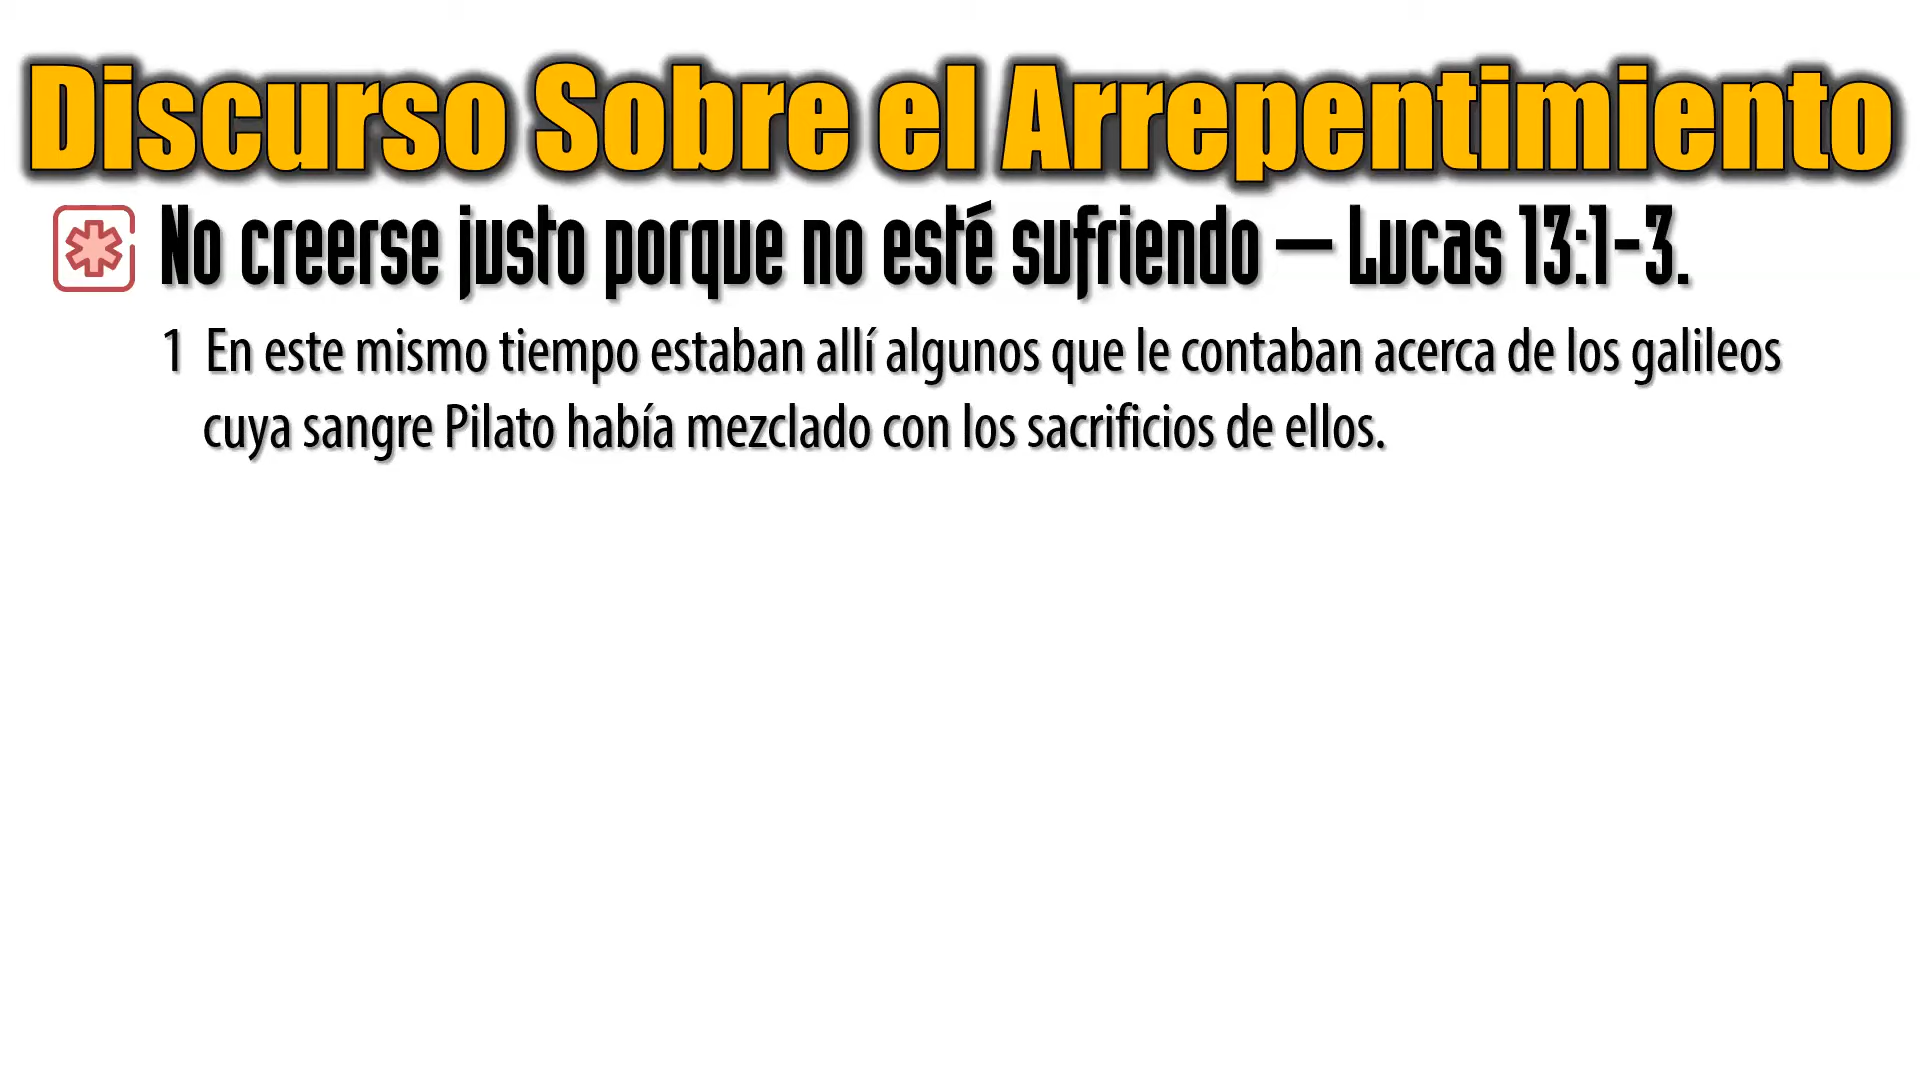 Discurso Sobre el Arrepentimiento
No creerse justo porque no esté sufriendo — Lucas 13:1-3.
1 En este mismo tiempo estaban allí algunos que le contaban acerca de los galileos
cuya sangre Pilato había mezclado con los sacrificios de ellos.